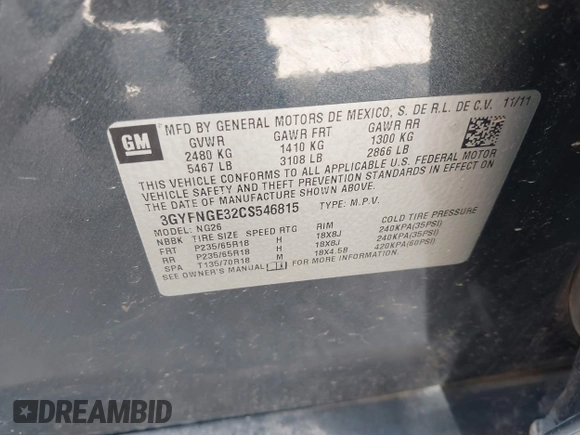 GM
MFD BY GENERAL MOTORS DE MEXICO, S. DE R.L. DE C.V. 11/11
GVWR GAWR FRT GAWR RR
2480 KG 1410 KG 1300 KG
5467 LB 3108 LB 2866 LB
THIS VEHICLE CONFORMS TO ALL APPLICABLE U.S. FEDERAL MOTOR
VEHICLE SAFETY AND THEFT PREVENTION STANDARDS IN EFFECT ON
THE DATE OF MANUFACTURE SHOWN ABOVE.
3GYFNGE32CS546815 TYPE: M.P.V.
MODEL: NG26
NBBK TIRE SIZE SPEED RTG RIM COLD TIRE PRESSURE
FRT P235/65R18 H 18X8J 240KPA(35PSI)
RR P235/65R18 H 18X8J 240KPA(35PSI)
SPA T135/70R18 M 18X4.5B 420KPA(60PSI)
SEE OWNER'S MANUAL FOR MORE INFORMATION.
DREAMBID